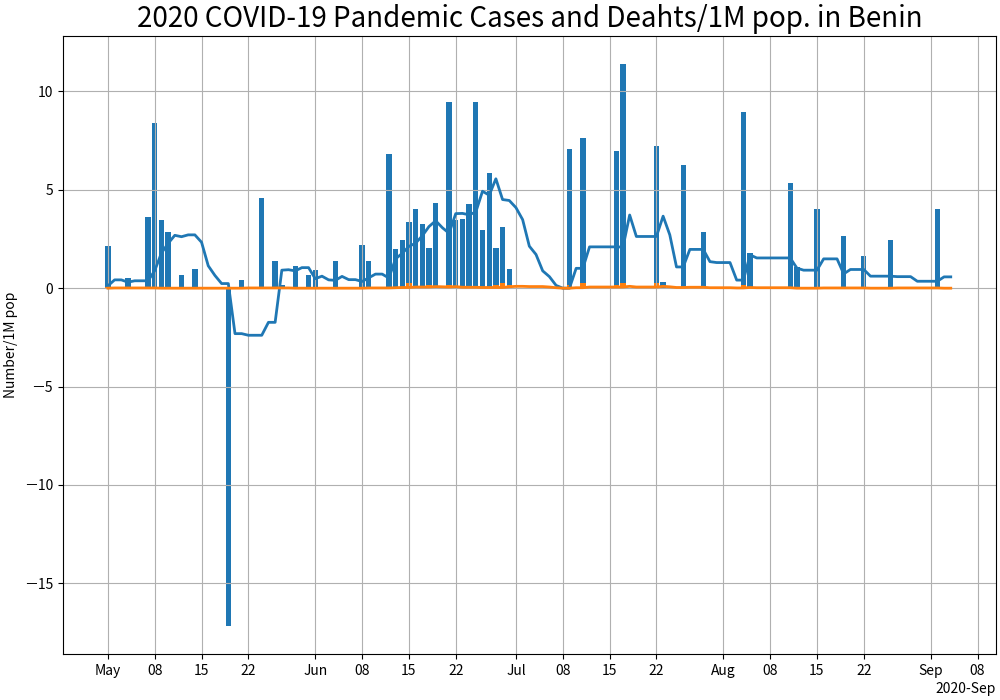 2020 COVID-19 Pandemic Cases and Deahts/1M pop. in Benin
Number/1M pop
10
5
0
−5
−10
−15
May 08 15 22 Jun 08 15 22 Jul 08 15 22 Aug 08 15 22 Sep 08
2020-Sep